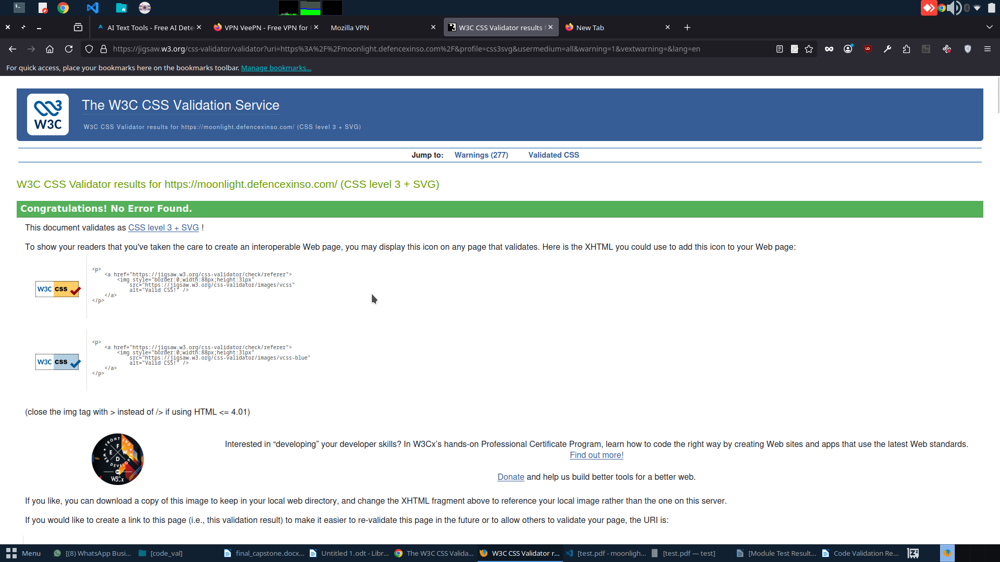 AI Text Tools - Free AI Dete
VPN VeePN - Free VPN for F
Mozilla VPN
W3C CSS Validator results f
New Tab
https://jigsaw.w3.org/css-validator/validator?uri=https%3A%2F%2Fmoonlight.defencexinso.com%2F&profile=css3svg&usermedium=all&warning=1&vextwarning=&lang=en
For quick access, place your bookmarks here on the bookmarks toolbar. Manage bookmarks...
W3C
The W3C CSS Validation Service
W3C CSS Validator results for https://moonlight.defencexinso.com/ (CSS level 3 + SVG)
Jump to: Warnings (277) Validated CSS
W3C CSS Validator results for https://moonlight.defencexinso.com/ (CSS level 3 + SVG)
Congratulations! No Error Found.
This document validates as CSS level 3 + SVG !
To show your readers that you've taken the care to create an interoperable Web page, you may display this icon on any page that validates. Here is the XHTML you could use to add this icon to your Web page:
W3C css
<p>
<a href="https://jigsaw.w3.org/css-validator/check/referer">
<img style="border:0;width:88px;height:31px"
src="https://jigsaw.w3.org/css-validator/images/vcss"
alt="Valid CSS!" />
</a>
</p>
W3C css
<p>
<a href="https://jigsaw.w3.org/css-validator/check/referer">
<img style="border:0;width:88px;height:31px"
src="https://jigsaw.w3.org/css-validator/images/vcss-blue"
alt="Valid CSS!" />
</a>
</p>
(close the img tag with > instead of /> if using HTML <= 4.01)
FRONT END WEB DEVELOPER
F E W D
BY
W3Cx
Interested in “developing” your developer skills? In W3Cx’s hands-on Professional Certificate Program, learn how to code the right way by creating Web sites and apps that use the latest Web standards.
Find out more!
Donate and help us build better tools for a better web.
If you like, you can download a copy of this image to keep in your local web directory, and change the XHTML fragment above to reference your local image rather than the one on this server.
If you would like to create a link to this page (i.e., this validation result) to make it easier to re-validate this page in the future or to allow others to validate your page, the URI is:
Menu
[(8) WhatsApp Busi...
[code_val]
final_capstone.docx...
Untitled 1.odt - Libr...
The W3C CSS Valida...
W3C CSS Validator r...
[test.pdf - moonligh...
[test.pdf — test]
[Module Test Result...
Code Validation Re...